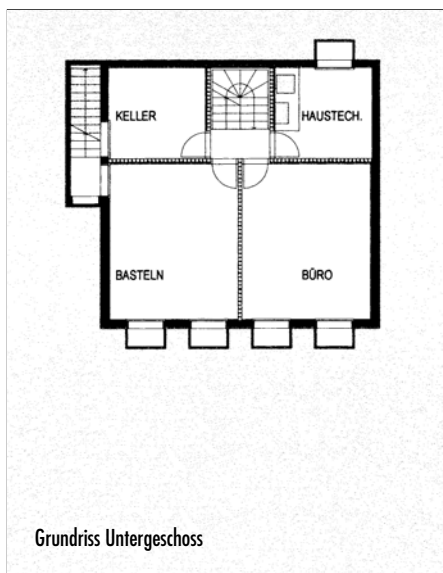 KELLER
HAUSTECH.
BASTELN
BÜRO
Grundriss Untergeschoss